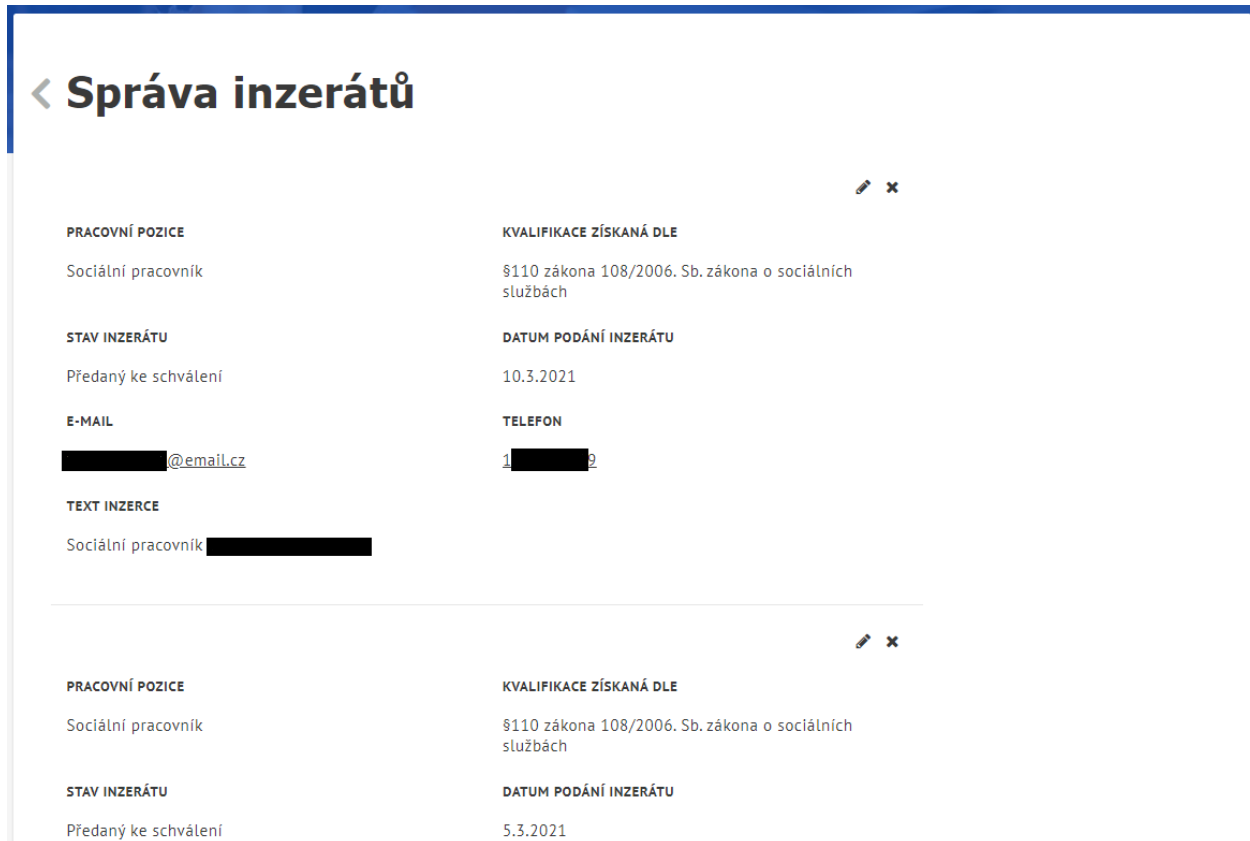 Správa inzerátů
PRACOVNÍ POZICE
KVALIFIKACE ZÍSKANÁ DLE
Sociální pracovník
§110 zákona 108/2006. Sb. zákona o sociálních
službách
STAV INZERÁTU
DATUM PODÁNÍ INZERÁTU
Předaný ke schválení
10.3.2021
E-MAIL
TELEFON
@email.cz
1 9
TEXT INZERCE
Sociální pracovník
PRACOVNÍ POZICE
KVALIFIKACE ZÍSKANÁ DLE
Sociální pracovník
§110 zákona 108/2006. Sb. zákona o sociálních
službách
STAV INZERÁTU
DATUM PODÁNÍ INZERÁTU
Předaný ke schválení
5.3.2021